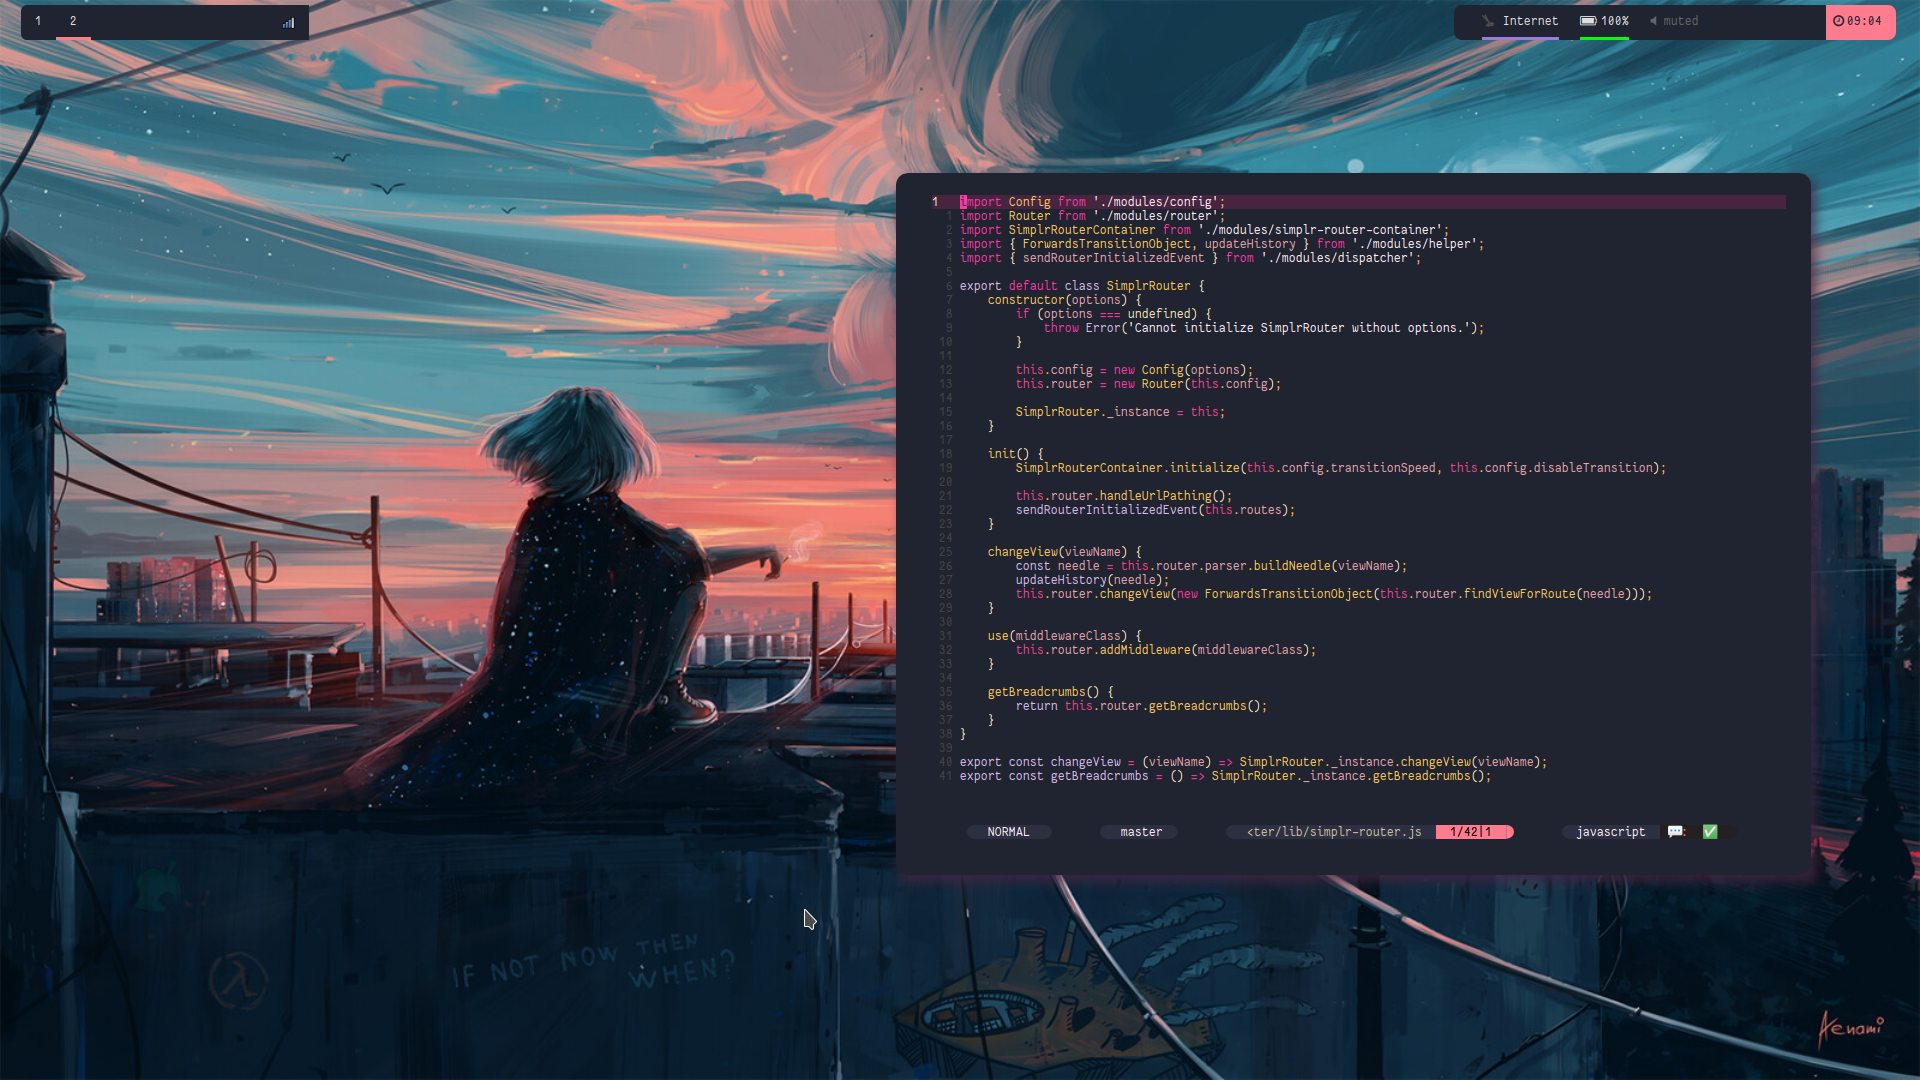 1 2
Internet 100% muted 09:04
1 import Config from './modules/config';
1 import Router from './modules/router';
2 import SimplrRouterContainer from './modules/simplr-router-container';
3 import { ForwardsTransitionObject, updateHistory } from './modules/helper';
4 import { sendRouterInitializedEvent } from './modules/dispatcher';
5
6 export default class SimplrRouter {
7 constructor(options) {
8 if (options === undefined) {
9 throw Error('Cannot initialize SimplrRouter without options.');
10 }
11
12 this.config = new Config(options);
13 this.router = new Router(this.config);
14
15 SimplrRouter._instance = this;
16 }
17
18 init() {
19 SimplrRouterContainer.initialize(this.config.transitionSpeed, this.config.disableTransition);
20
21 this.router.handleUrlPathing();
22 sendRouterInitializedEvent(this.routes);
23 }
24
25 changeView(viewName) {
26 const needle = this.router.parser.buildNeedle(viewName);
27 updateHistory(needle);
28 this.router.changeView(new ForwardsTransitionObject(this.router.findViewForRoute(needle)));
29 }
30
31 use(middlewareClass) {
32 this.router.addMiddleware(middlewareClass);
33 }
34
35 getBreadcrumbs() {
36 return this.router.getBreadcrumbs();
37 }
38 }
39
40 export const changeView = (viewName) => SimplrRouter._instance.changeView(viewName);
41 export const getBreadcrumbs = () => SimplrRouter._instance.getBreadcrumbs();
NORMAL master <ter/lib/simplr-router.js 1/42|1 javascript 💬: ✅
IF NOT NOW THEN
WHEN?
Aenami